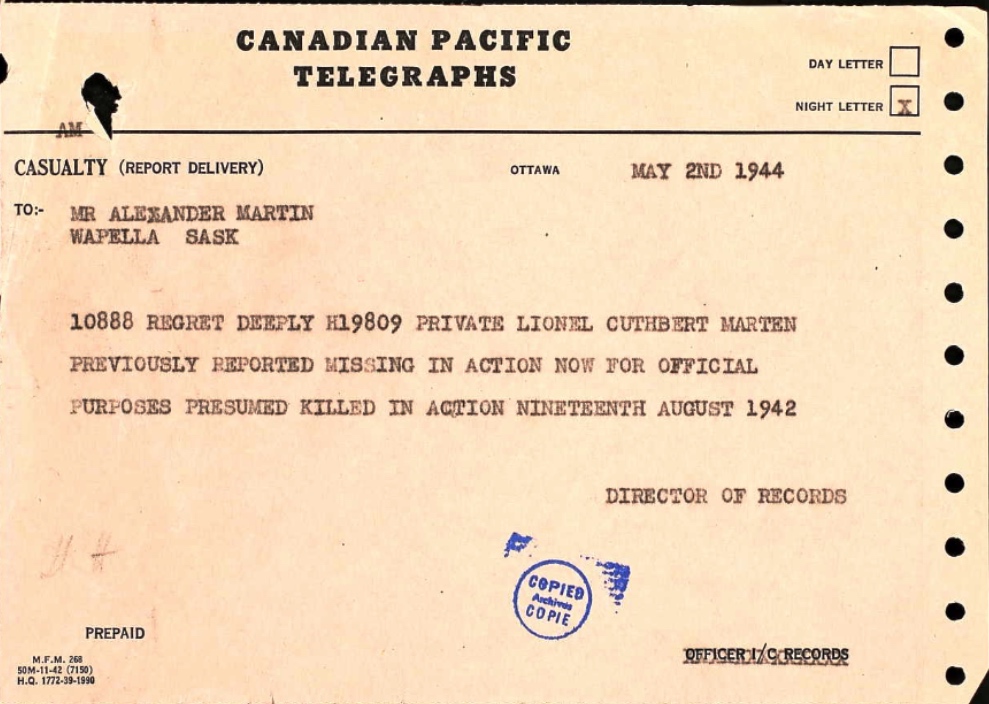 CANADIAN PACIFIC
TELEGRAPHS
DAY LETTER
NIGHT LETTER X
AM
CASUALTY (REPORT DELIVERY) OTTAWA MAY 2ND 1944
TO:- MR ALEXANDER MARTIN
WAPELLA SASK
10888 REGRET DEEPLY H19809 PRIVATE LIONEL CUTHBERT MARTEN
PREVIOUSLY REPORTED MISSING IN ACTION NOW FOR OFFICIAL
PURPOSES PRESUMED KILLED IN ACTION NINETEENTH AUGUST 1942
DIRECTOR OF RECORDS
COPIED
Archives
COPIE
PREPAID
OFFICER I/C RECORDS
M.F.M. 268
50M-11-42 (7150)
H.Q. 1772-39-1990